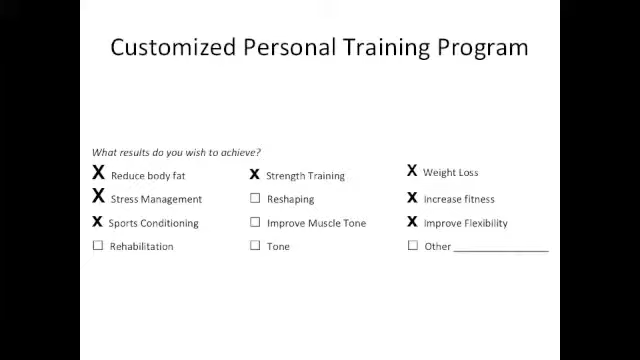 Customized Personal Training Program
What results do you wish to achieve?
X Reduce body fat X Strength Training X Weight Loss
X Stress Management ☐ Reshaping X Increase fitness
X Sports Conditioning ☐ Improve Muscle Tone X Improve Flexibility
☐ Rehabilitation ☐ Tone ☐ Other ___________________